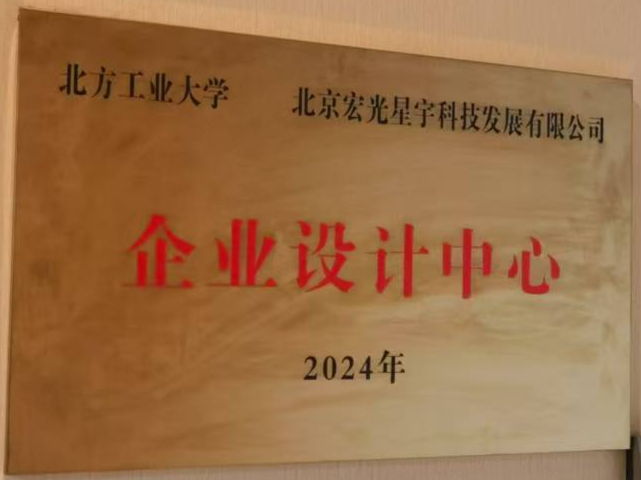 北方工业大学 北京宏光星宇科技发展有限公司
企业设计中心
2024年